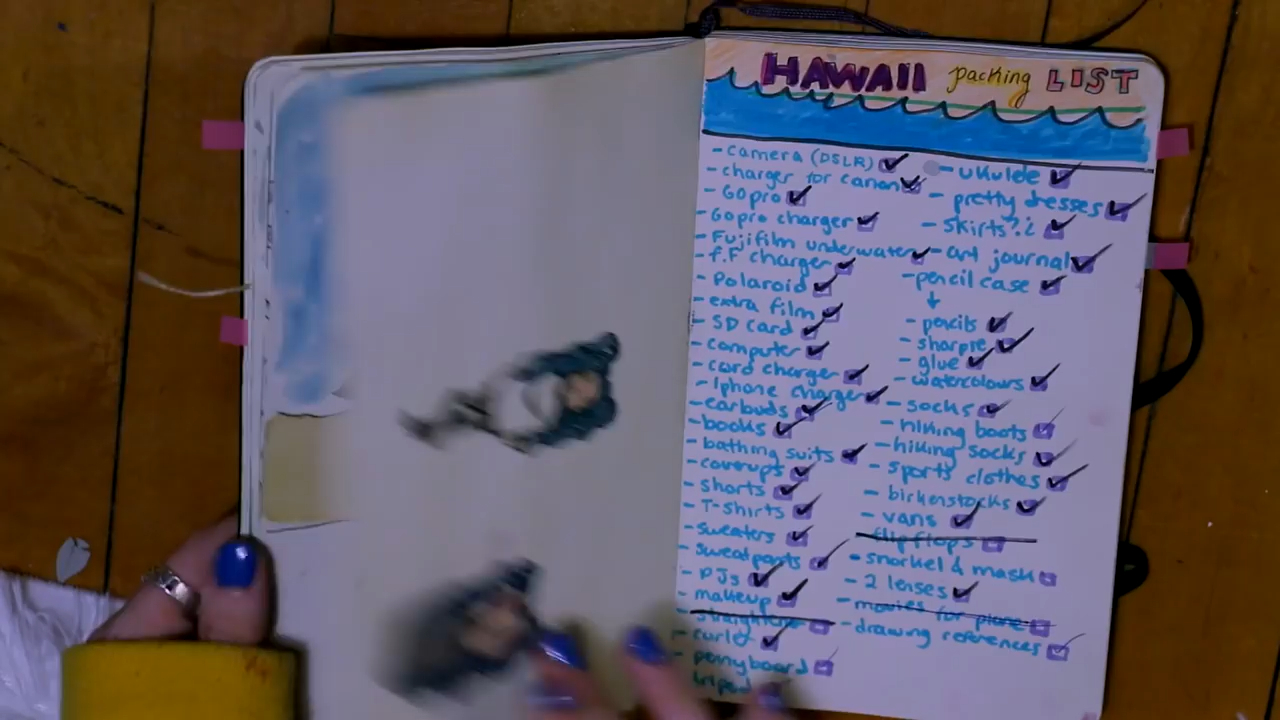 HAWAII packing LIST
- camera (DSLR)
- charger for canon
- GoPro
- Gopro charger
- Fujifilm underwater
- f.F charger
- Polaroid
- extra film
- SD card
- computer
- cord charger
- Iphone charger
- earbuds
- books
- bathing suits
- coverups
- shorts
- T-shirts
- sweaters
- sweatpants
- PJs
- makeup
- straightener
- curler
- pennyboard
tripod
- ukulele
- pretty dresses
- skirts?¿
- art journal
- pencil case
- pencils
- sharpie
- glue
- watercolours
- socks
- hiking boots
- hiking socks
- sports clothes
- birkenstocks
- vans
- flip flops
- snorkel & mask
- 2 lenses
- movies for plane
- drawing references